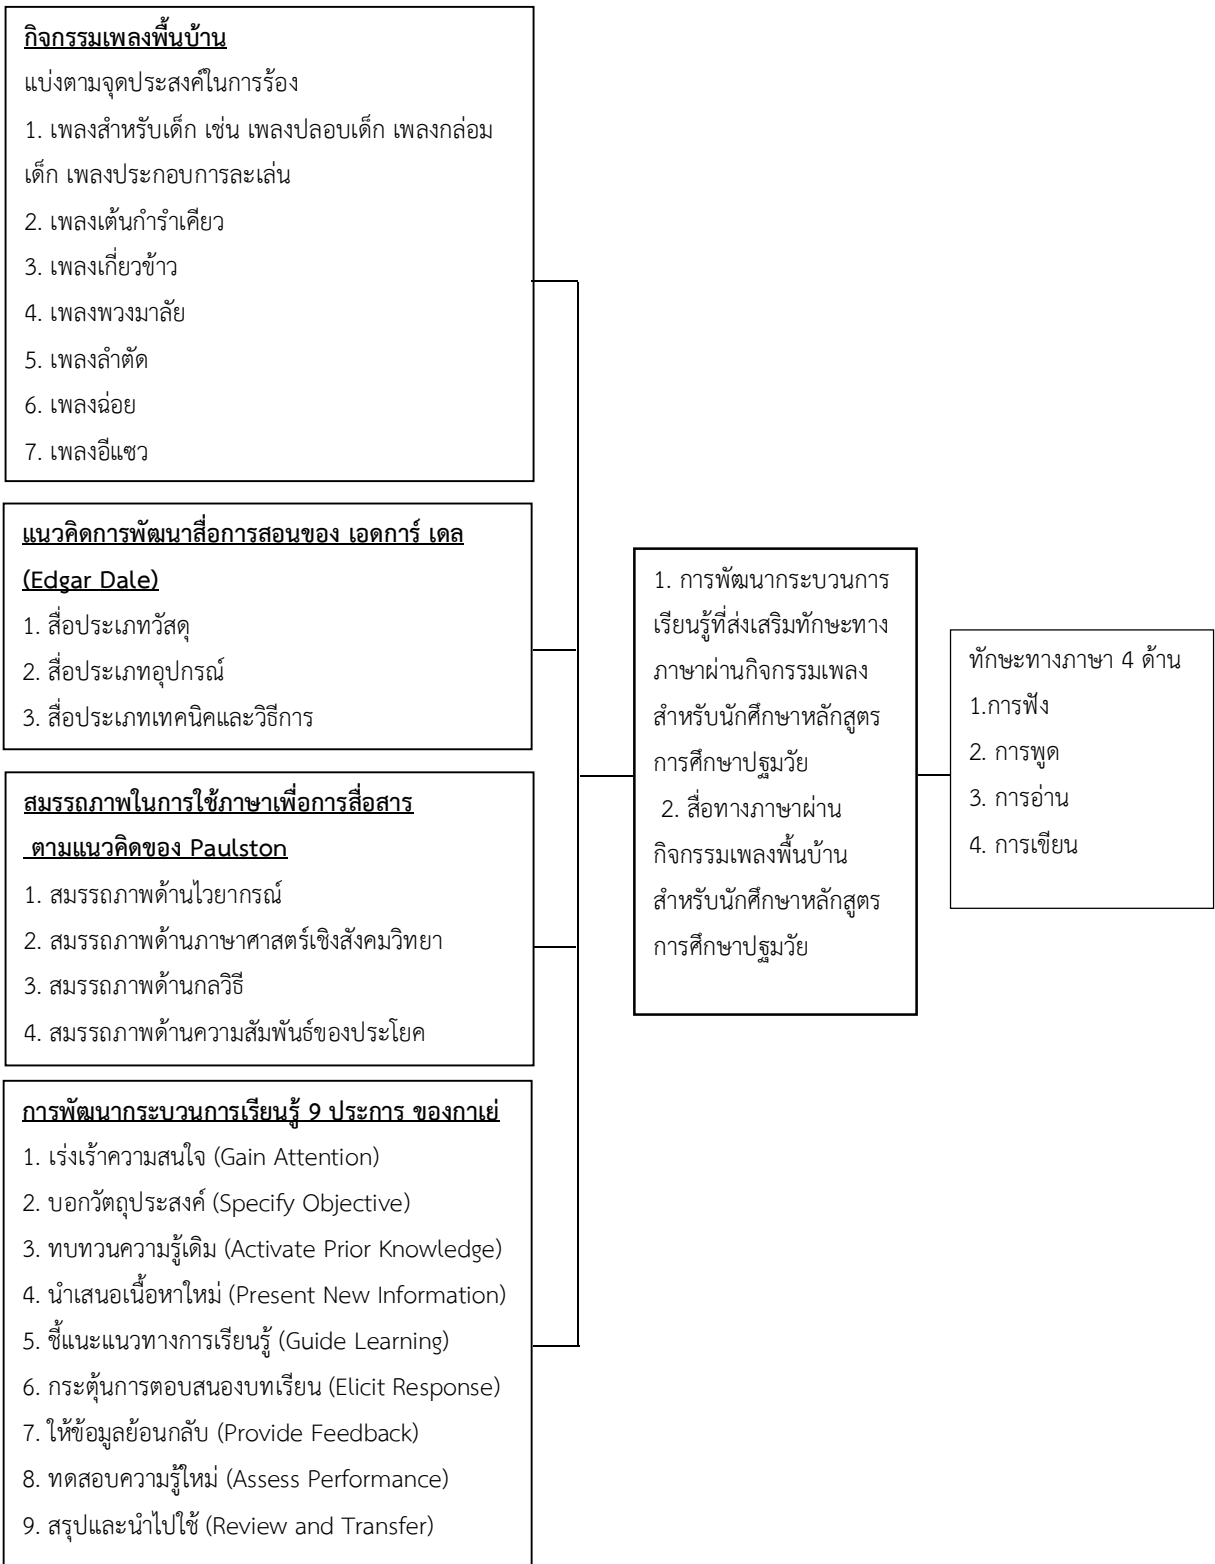 กิจกรรมเพลงพื้นบ้าน
แบ่งตามจุดประสงค์ในการร้อง
1. เพลงสำหรับเด็ก เช่น เพลงปลอบเด็ก เพลงกล่อม
เด็ก เพลงประกอบการละเล่น
2. เพลงเต้นกำรำเคียว
3. เพลงเกี่ยวข้าว
4. เพลงพวงมาลัย
5. เพลงลำตัด
6. เพลงฉ่อย
7. เพลงอีแซว
แนวคิดการพัฒนาสื่อการสอนของ เอดการ์ เดล
(Edgar Dale)
1. สื่อประเภทวัสดุ
2. สื่อประเภทอุปกรณ์
3. สื่อประเภทเทคนิคและวิธีการ
สมรรถภาพในการใช้ภาษาเพื่อการสื่อสาร
ตามแนวคิดของ Paulston
1. สมรรถภาพด้านไวยากรณ์
2. สมรรถภาพด้านภาษาศาสตร์เชิงสังคมวิทยา
3. สมรรถภาพด้านกลวิธี
4. สมรรถภาพด้านความสัมพันธ์ของประโยค
การพัฒนากระบวนการเรียนรู้ 9 ประการ ของกาเย่
1. เร่งเร้าความสนใจ (Gain Attention)
2. บอกวัตถุประสงค์ (Specify Objective)
3. ทบทวนความรู้เดิม (Activate Prior Knowledge)
4. นำเสนอเนื้อหาใหม่ (Present New Information)
5. ชี้แนะแนวทางการเรียนรู้ (Guide Learning)
6. กระตุ้นการตอบสนองบทเรียน (Elicit Response)
7. ให้ข้อมูลย้อนกลับ (Provide Feedback)
8. ทดสอบความรู้ใหม่ (Assess Performance)
9. สรุปและนำไปใช้ (Review and Transfer)
1. การพัฒนากระบวนการ
เรียนรู้ที่ส่งเสริมทักษะทาง
ภาษาผ่านกิจกรรมเพลง
สำหรับนักศึกษาหลักสูตร
การศึกษาปฐมวัย
2. สื่อทางภาษาผ่าน
กิจกรรมเพลงพื้นบ้าน
สำหรับนักศึกษาหลักสูตร
การศึกษาปฐมวัย
ทักษะทางภาษา 4 ด้าน
1.การฟัง
2. การพูด
3. การอ่าน
4. การเขียน